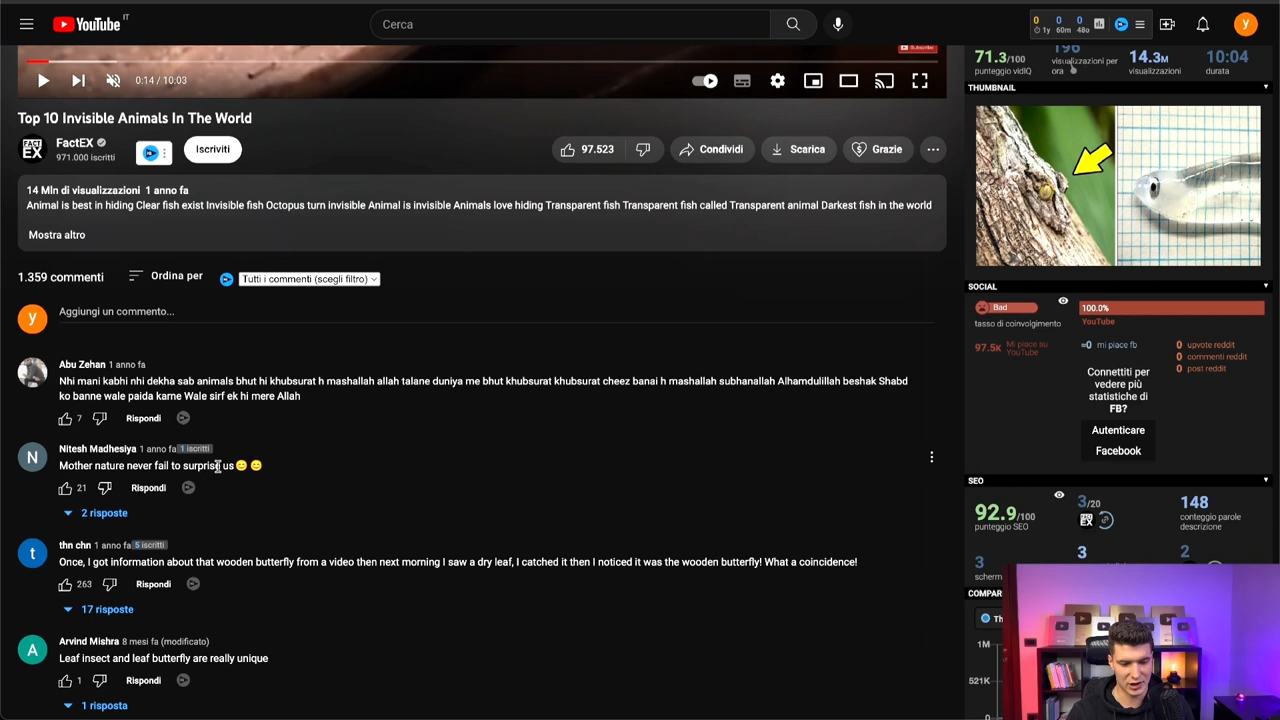 YouTube IT
Cerca
0 0 0
1y 60m 48o
y
Subscribe
0:14 / 10:03
Top 10 Invisible Animals In The World
FACT EX
FactEX
971.000 iscritti
Iscriviti
97.523
Condividi
Scarica
Grazie
14 Mln di visualizzazioni 1 anno fa
Animal is best in hiding Clear fish exist Invisible fish Octopus turn invisible Animal is invisible Animals love hiding Transparent fish Transparent fish called Transparent animal Darkest fish in the world
Mostra altro
1.359 commenti
Ordina per
Tutti i commenti (scegli filtro)
y
Aggiungi un commento...
Abu Zehan 1 anno fa
Nhi mani kabhi nhi dekha sab animals bhut hi khubsurat h mashallah allah talane duniya me bhut khubsurat khubsurat cheez banai h mashallah subhanallah Alhamdulillah beshak Shabd
ko banne wale paida karne Wale sirf ek hi mere Allah
7
Rispondi
N
Nitesh Madhesiya 1 anno fa 1 iscritti
Mother nature never fail to surprise us
21
Rispondi
2 risposte
t
thn chn 1 anno fa 5 iscritti
Once, I got information about that wooden butterfly from a video then next morning I saw a dry leaf, I catched it then I noticed it was the wooden butterfly! What a coincidence!
263
Rispondi
17 risposte
A
Arvind Mishra 8 mesi fa (modificato)
Leaf insect and leaf butterfly are really unique
1
Rispondi
1 risposta
71.3/100
punteggio vidIQ
196
visualizzazioni per
ora
14.3M
visualizzazioni
10:04
durata
THUMBNAIL
SOCIAL
Bad
tasso di coinvolgimento
100.0%
YouTube
97.5K Mi piace su
YouTube
≈0 mi piace fb
0 upvote reddit
0 commenti reddit
0 post reddit
Connettiti per
vedere più
statistiche di
FB?
Autenticare
Facebook
SEO
92.9/100
punteggio SEO
3/20
FACT EX
148
conteggio parole
descrizione
3
3
2
scherm
COMPAR
Th
1M
521K
0